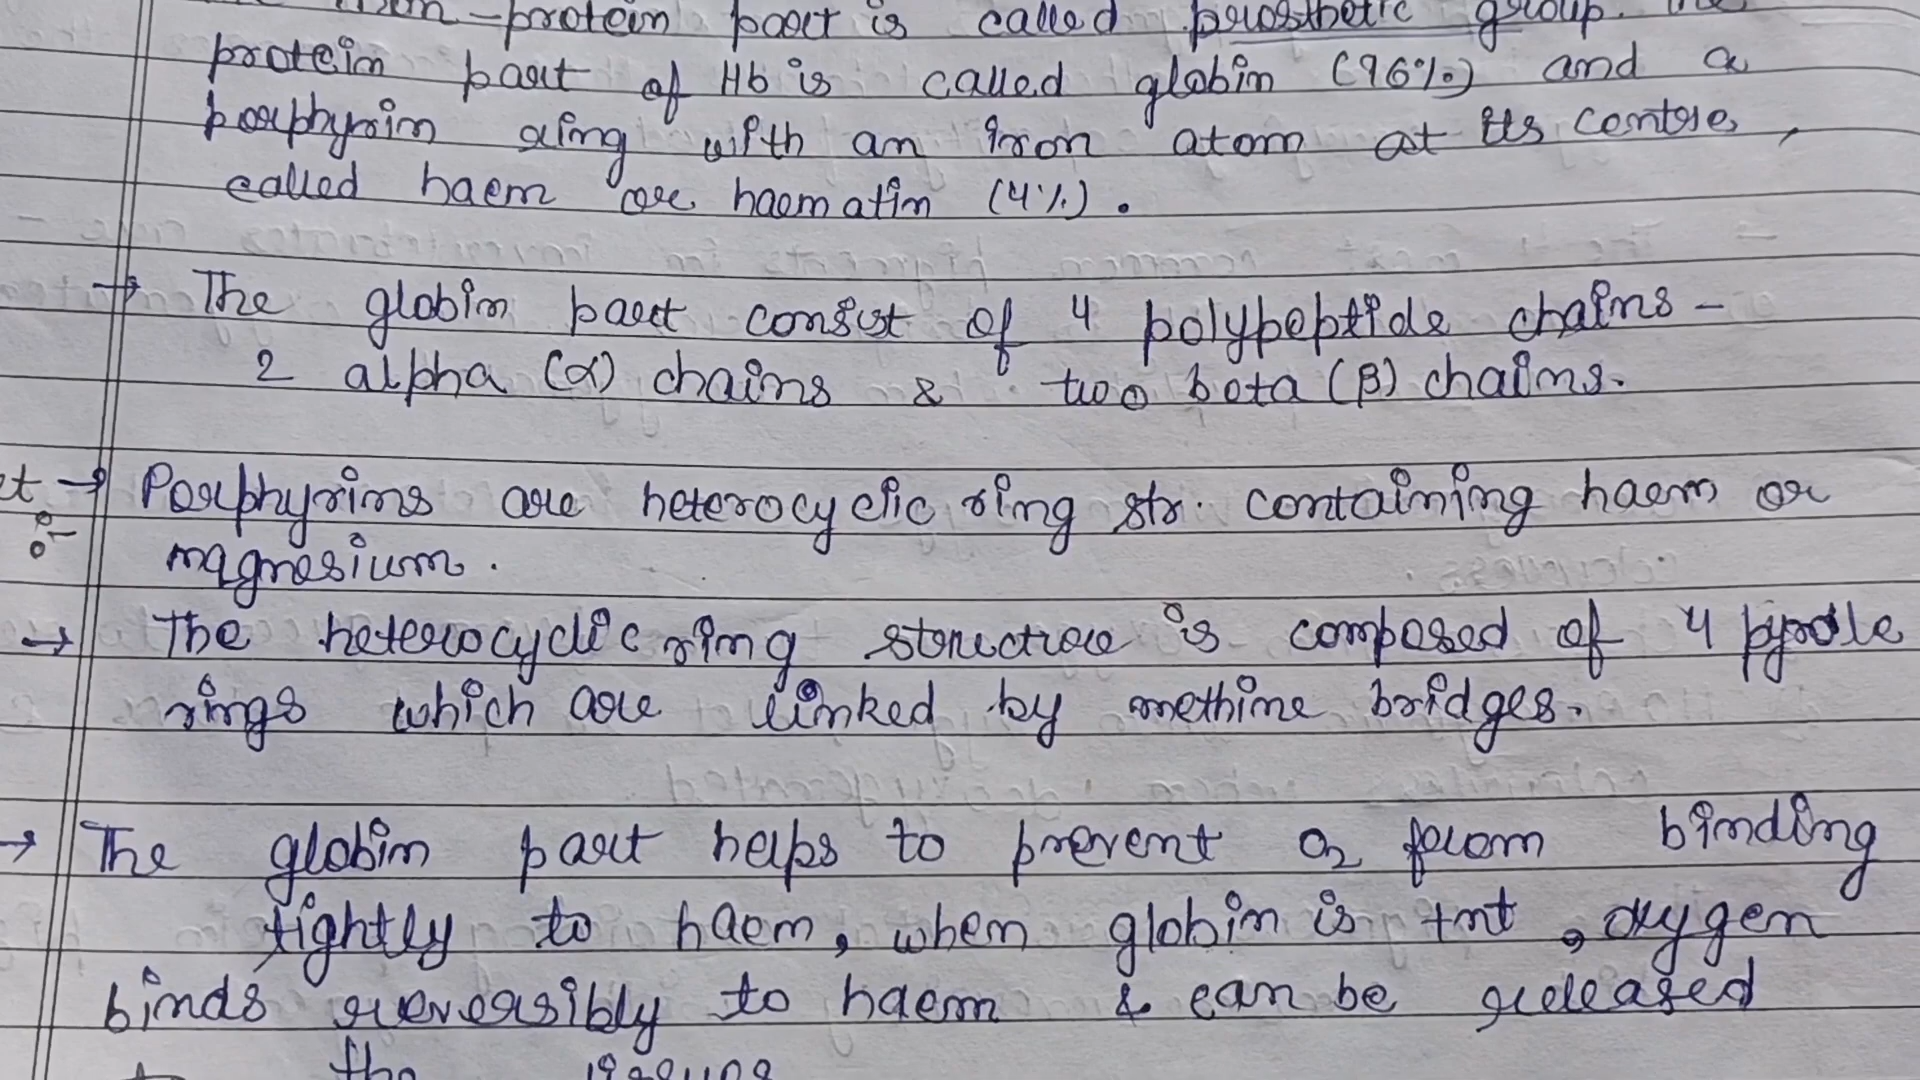 non-protein part is called prosthetic group. The
protein part of Hb is called globin (96%) and a
porphyrin ring with an iron atom at its centre,
called haem or haematin (4%).
→ The globin part consist of 4 polypeptide chains -
2 alpha (α) chains & two beta (β) chains.
→ Porphyrins are heterocyclic ring str. containing haem or
magnesium.
→ The heterocyclic ring structure is composed of 4 pyrole
rings which are linked by methine bridges.
→ The globin part helps to prevent O2 from binding
tightly to haem, when globin is tnt, oxygen
binds reversibly to haem & can be released
the